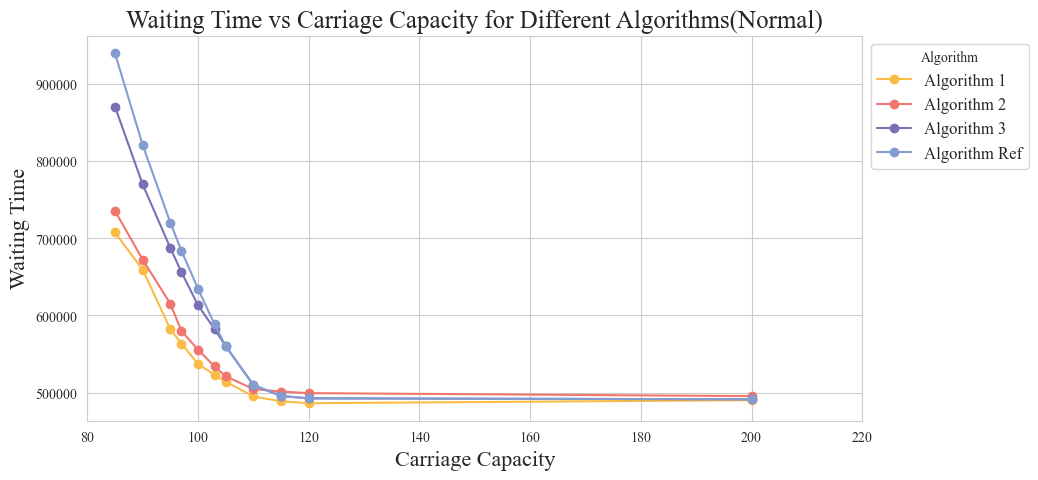 Waiting Time vs Carriage Capacity for Different Algorithms(Normal)
Waiting Time
900000
800000
700000
600000
500000
80
100
120
140
160
180
200
220
Carriage Capacity
Algorithm
Algorithm 1
Algorithm 2
Algorithm 3
Algorithm Ref